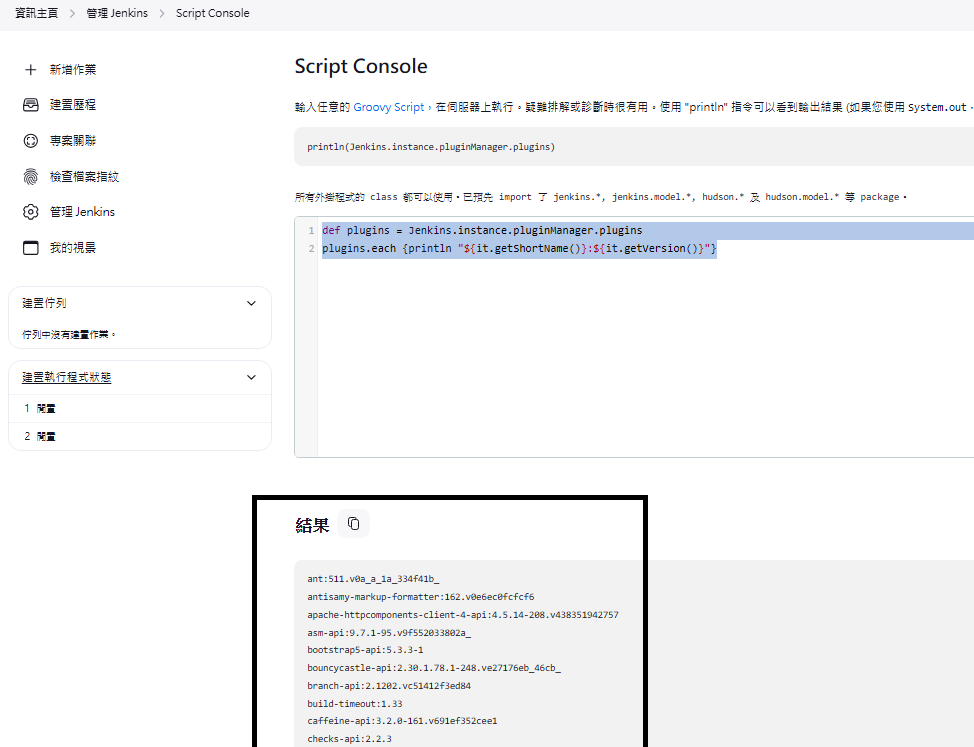 資訊主頁 > 管理 Jenkins > Script Console
新增作業
建置歷程
專案關聯
檢查檔案指紋
管理 Jenkins
我的視景
建置佇列
佇列中沒有建置作業。
建置執行程式狀態
1 閒置
2 閒置
Script Console
輸入任意的 Groovy Script，在伺服器上執行。疑難排解或診斷時很有用。使用 "println" 指令可以看到輸出結果 (如果您使用 System.out，
println(Jenkins.instance.pluginManager.plugins)
所有外掛程式的 class 都可以使用。已預先 import 了 jenkins.*, jenkins.model.*, hudson.* 及 hudson.model.* 等 package。
1 def plugins = Jenkins.instance.pluginManager.plugins
2 plugins.each {println "${it.getShortName()}:${it.getVersion()}"}
結果
ant:511.v0a_a_1a_334f41b_
antisamy-markup-formatter:162.v0e6ec0fcfcf6
apache-httpcomponents-client-4-api:4.5.14-208.v438351942757
asm-api:9.7.1-95.v9f552033802a_
bootstrap5-api:5.3.3-1
bouncycastle-api:2.30.1.78.1-248.ve27176eb_46cb_
branch-api:2.1202.vc51412f3ed84
build-timeout:1.33
caffeine-api:3.2.0-161.v691ef352cee1
checks-api:2.2.3